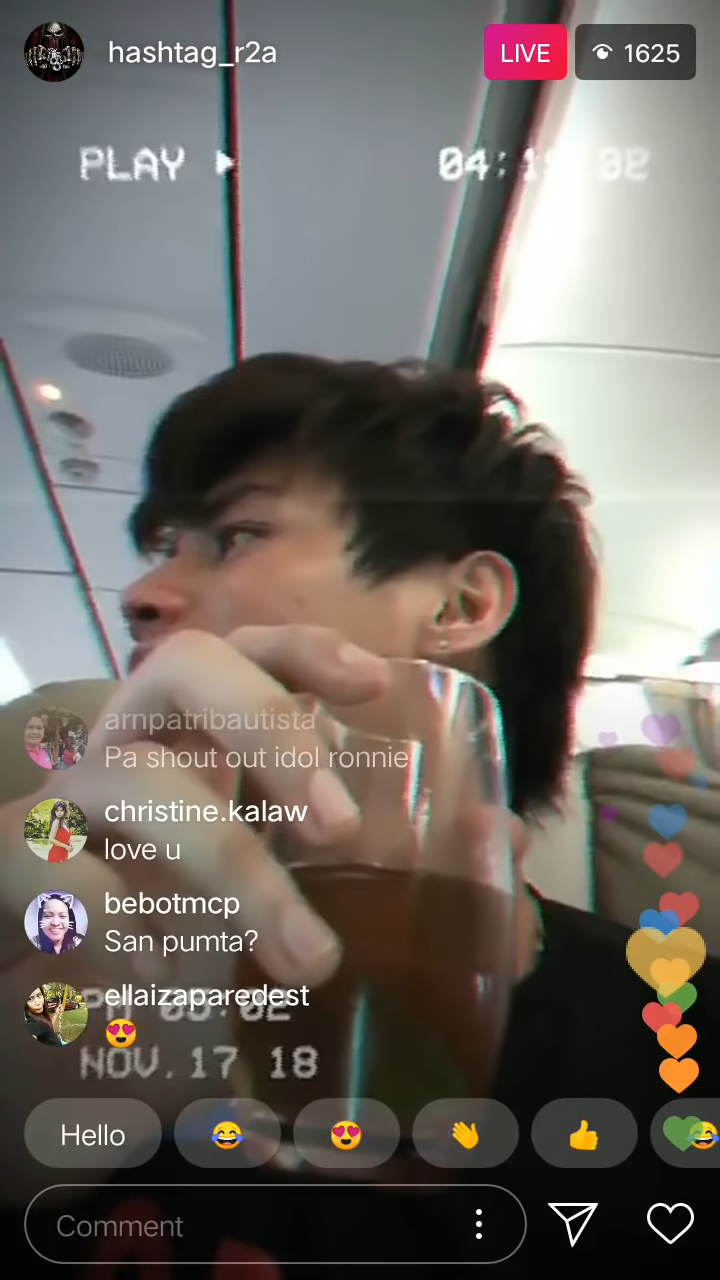 hashtag_r2a
LIVE
1625
PLAY
arnpatribautista
Pa shout out idol ronnie
christine.kalaw
love u
bebotmcp
San pumta?
ellaizaparedest
NOV. 17 18
Hello
Comment